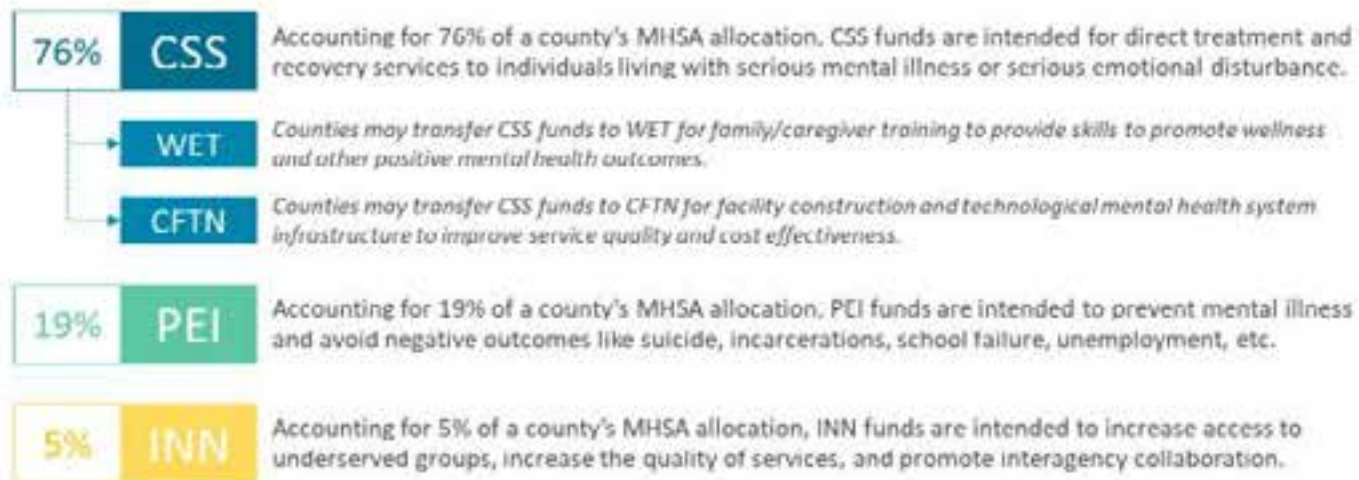 76% CSS Accounting for 76% of a county's MHSA allocation, CSS funds are intended for direct treatment and
recovery services to individuals living with serious mental illness or serious emotional disturbance.
WET Counties may transfer CSS funds to WET for family/caregiver training to provide skills to promote wellness
and other positive mental health outcomes.
CFTN Counties may transfer CSS funds to CFTN for facility construction and technological mental health system
infrastructure to improve service quality and cost effectiveness.
19% PEI Accounting for 19% of a county's MHSA allocation, PEI funds are intended to prevent mental illness
and avoid negative outcomes like suicide, incarcerations, school failure, unemployment, etc.
5% INN Accounting for 5% of a county's MHSA allocation, INN funds are intended to increase access to
underserved groups, increase the quality of services, and promote interagency collaboration.